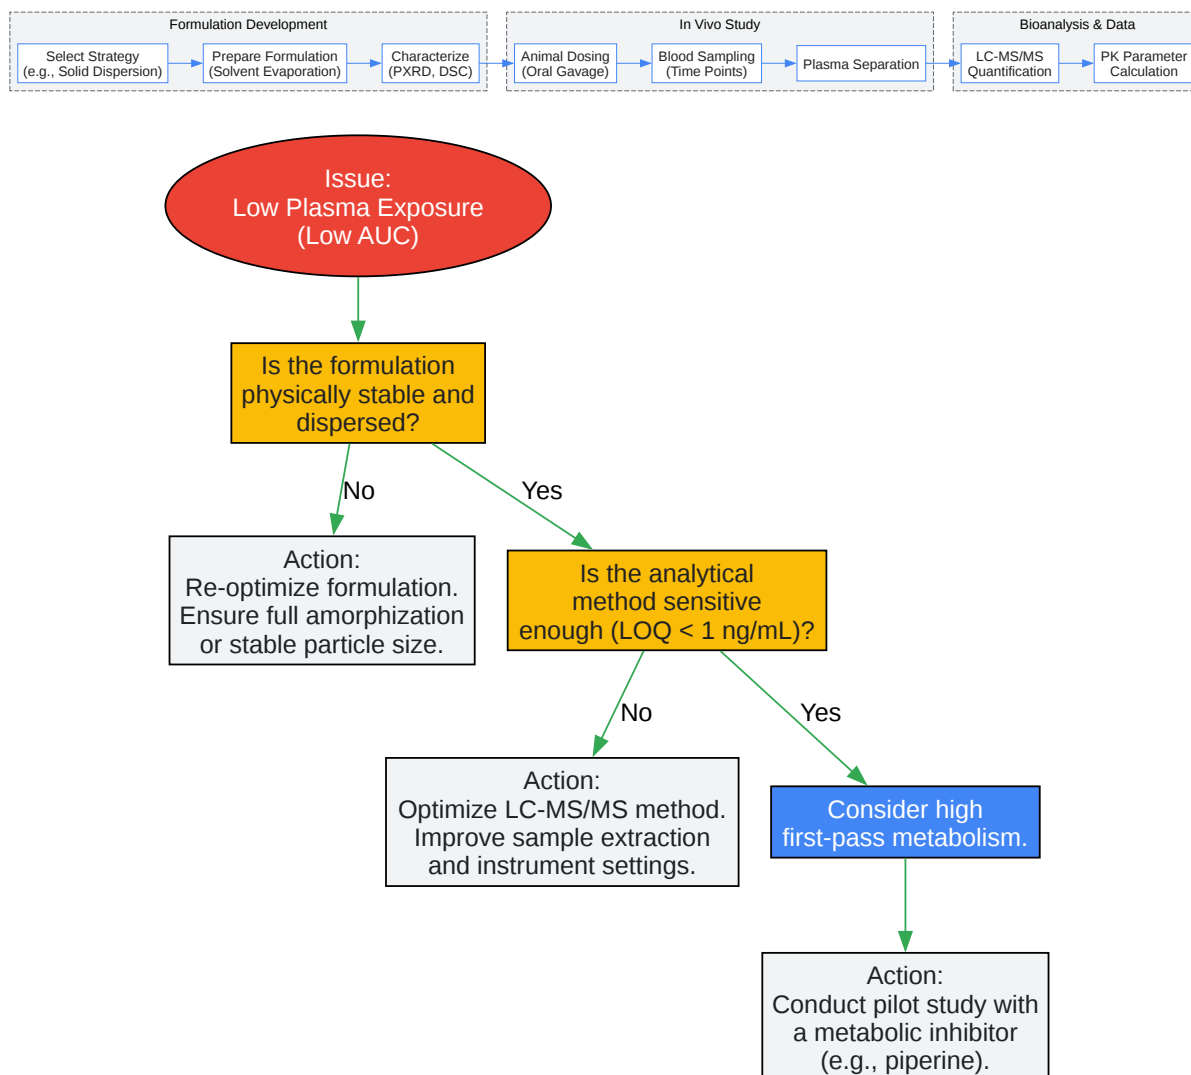 Formulation Development
Select Strategy
(e.g., Solid Dispersion)
Prepare Formulation
(Solvent Evaporation)
Characterize
(PXRD, DSC)
In Vivo Study
Animal Dosing
(Oral Gavage)
Blood Sampling
(Time Points)
Plasma Separation
Bioanalysis & Data
LC-MS/MS
Quantification
PK Parameter
Calculation
Issue:
Low Plasma Exposure
(Low AUC)
Is the formulation
physically stable and
dispersed?
No
Yes
Action:
Re-optimize formulation.
Ensure full amorphization
or stable particle size.
Is the analytical
method sensitive
enough (LOQ < 1 ng/mL)?
No
Yes
Action:
Optimize LC-MS/MS method.
Improve sample extraction
and instrument settings.
Consider high
first-pass metabolism.
Action:
Conduct pilot study with
a metabolic inhibitor
(e.g., piperine).